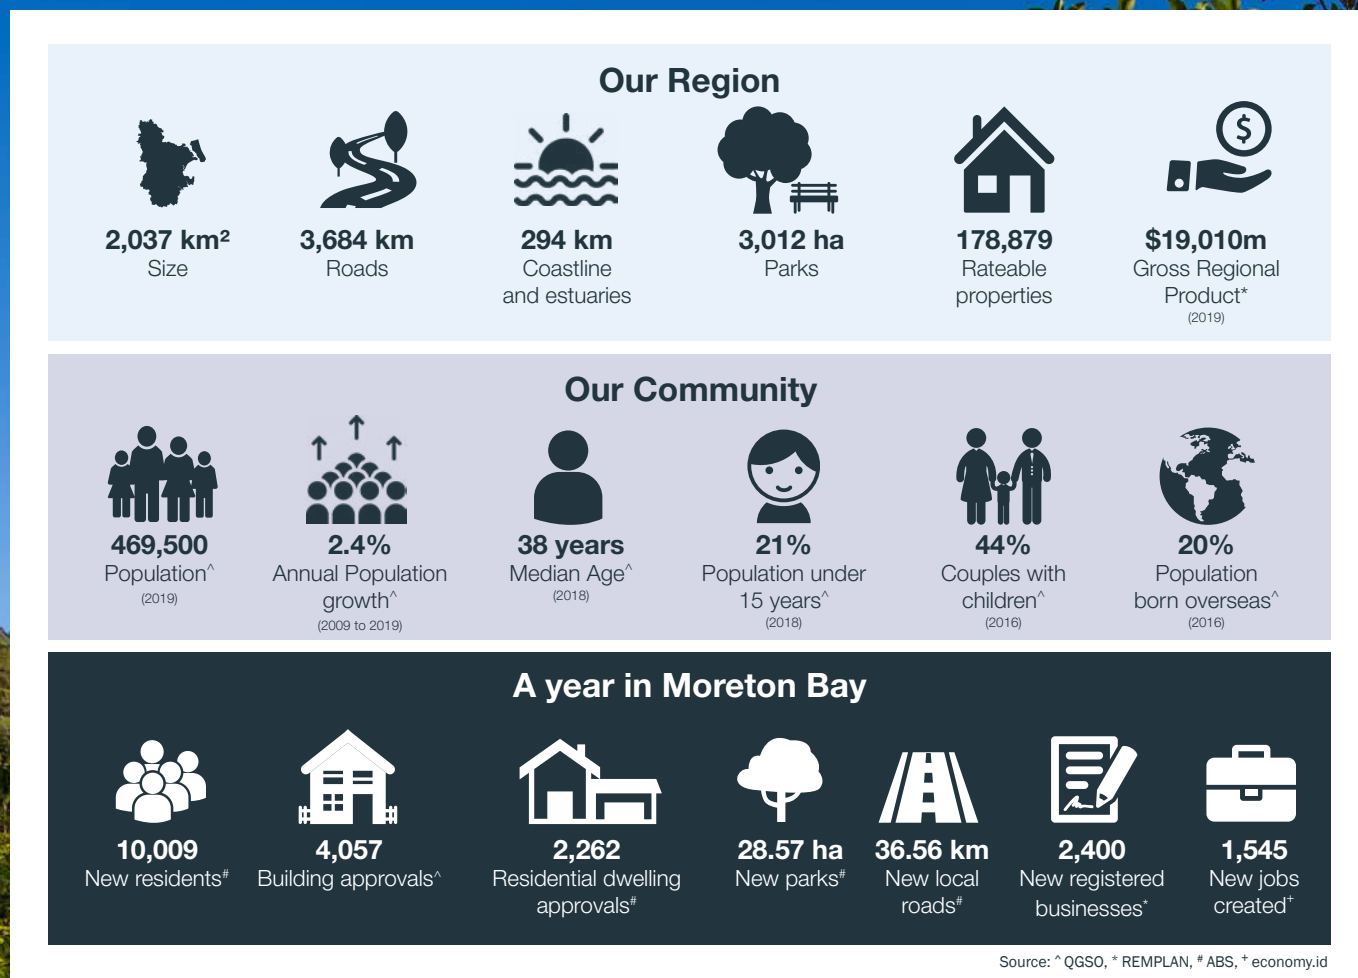 Our Region
2,037 km²
Size
3,684 km
Roads
294 km
Coastline
and estuaries
3,012 ha
Parks
178,879
Rateable
properties
$
$19,010m
Gross Regional
Product*
(2019)
Our Community
469,500
Population^
(2019)
2.4%
Annual Population
growth^
(2009 to 2019)
38 years
Median Age^
(2018)
21%
Population under
15 years^
(2018)
44%
Couples with
children^
(2016)
20%
Population
born overseas^
(2016)
A year in Moreton Bay
10,009
New residents#
4,057
Building approvals^
2,262
Residential dwelling
approvals#
28.57 ha
New parks#
36.56 km
New local
roads#
2,400
New registered
businesses*
1,545
New jobs
created+
Source: ^ QGSO, * REMPLAN, # ABS, + economy.id